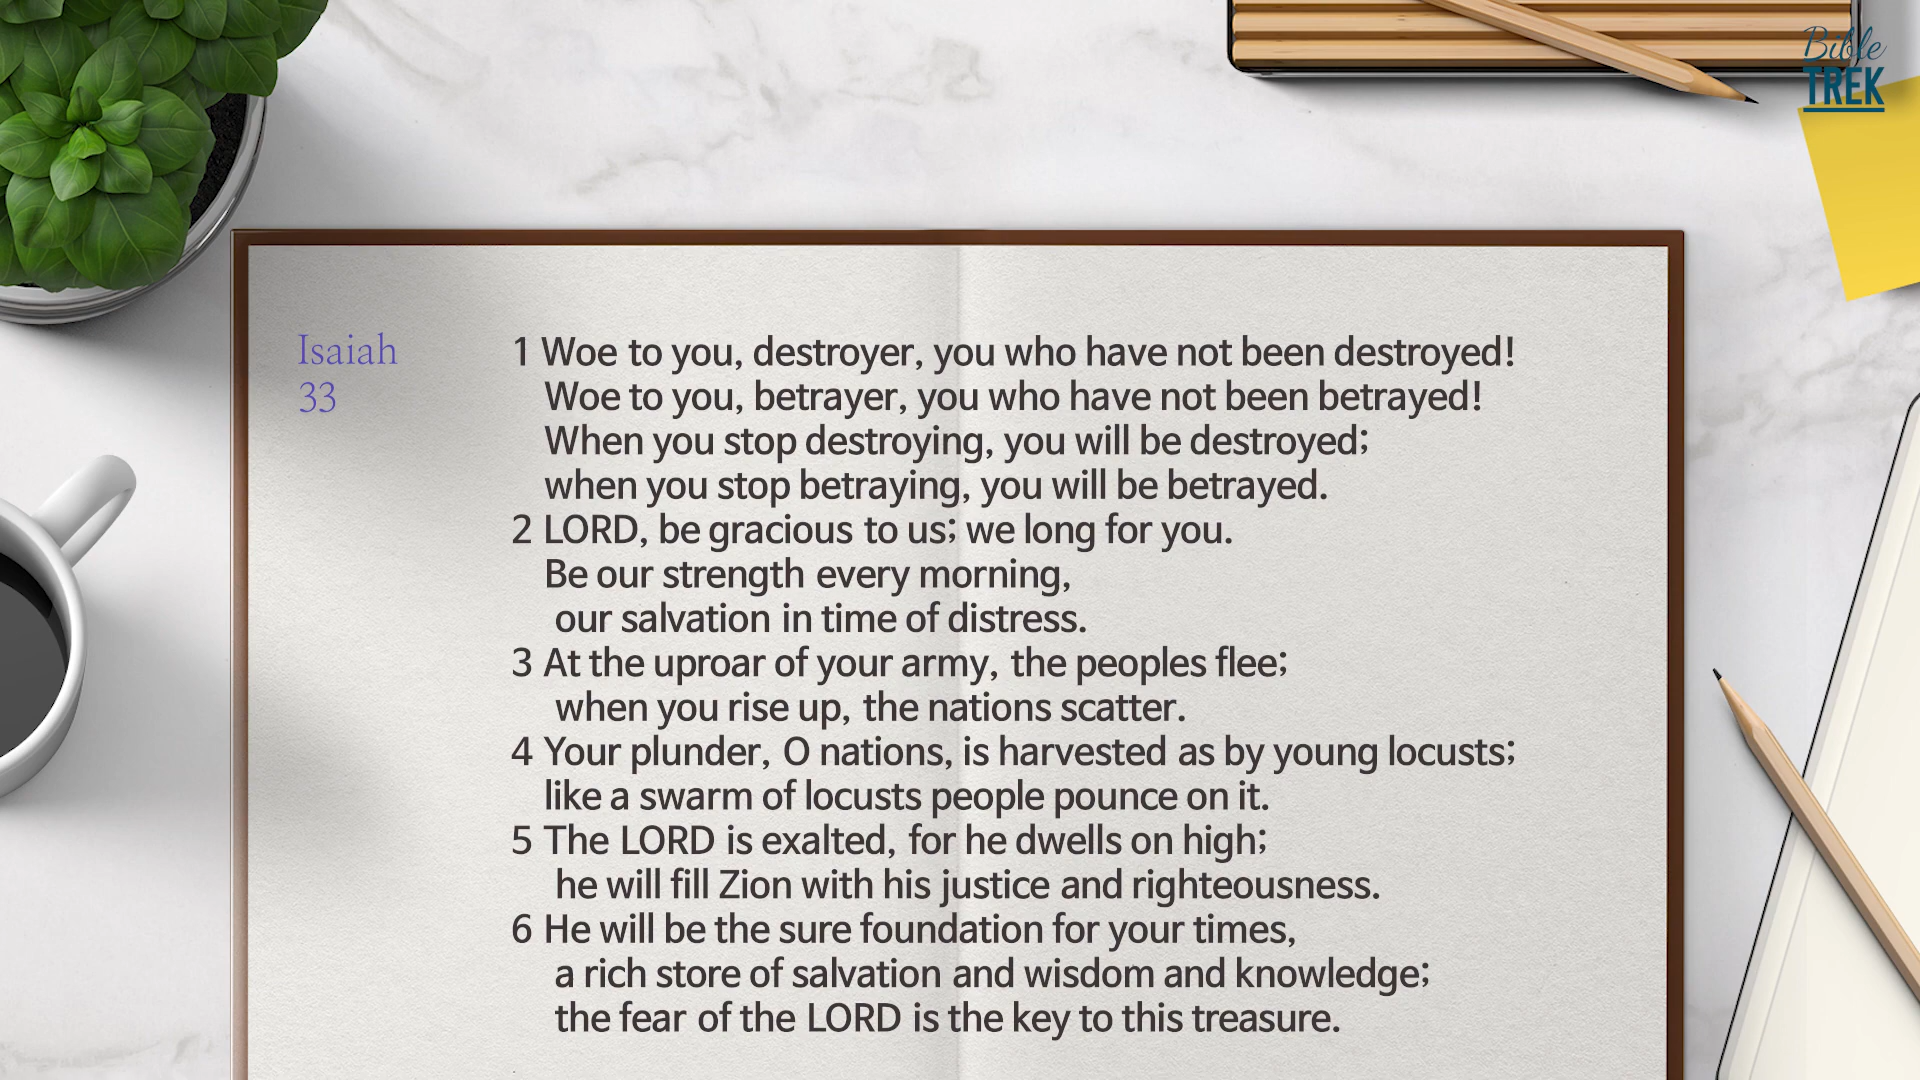 Bible
TREK
Isaiah
33
1 Woe to you, destroyer, you who have not been destroyed!
Woe to you, betrayer, you who have not been betrayed!
When you stop destroying, you will be destroyed;
when you stop betraying, you will be betrayed.
2 LORD, be gracious to us; we long for you.
Be our strength every morning,
our salvation in time of distress.
3 At the uproar of your army, the peoples flee;
when you rise up, the nations scatter.
4 Your plunder, O nations, is harvested as by young locusts;
like a swarm of locusts people pounce on it.
5 The LORD is exalted, for he dwells on high;
he will fill Zion with his justice and righteousness.
6 He will be the sure foundation for your times,
a rich store of salvation and wisdom and knowledge;
the fear of the LORD is the key to this treasure.